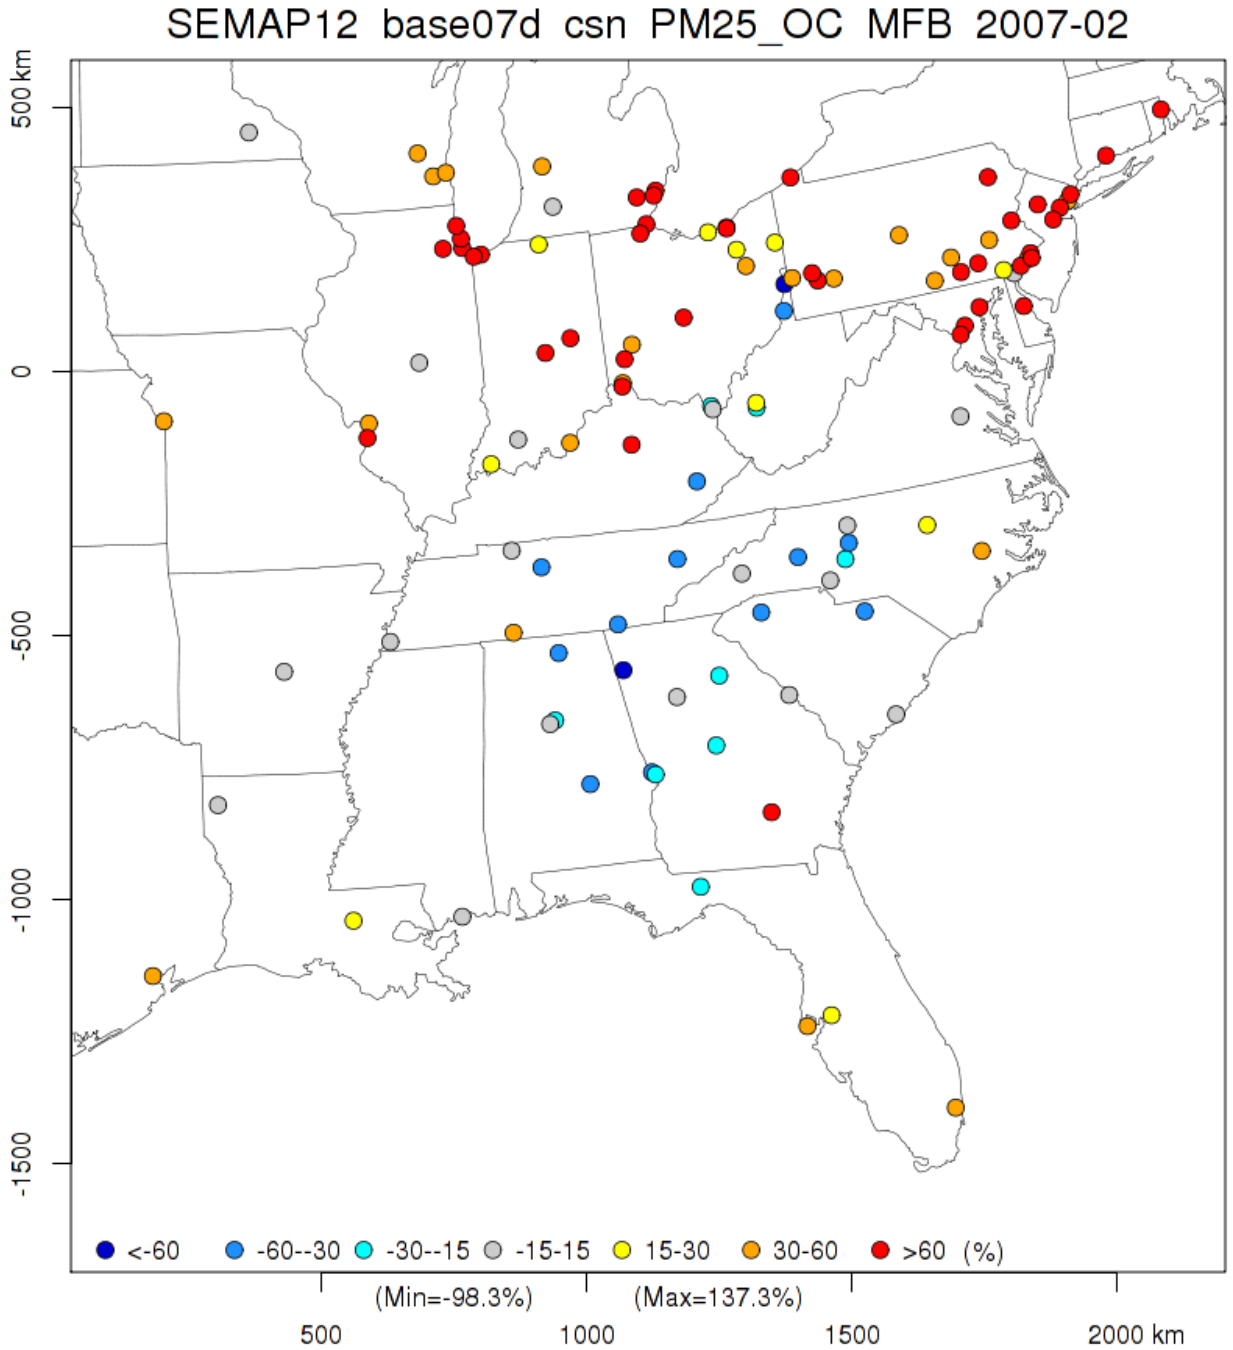 SEMAP12 base07d csn PM25_OC MFB 2007-02
500 km
0
-500
-1000
-1500
<-60 -60--30 -30--15 -15-15 15-30 30-60 >60 (%)
(Min=-98.3%) (Max=137.3%)
500 1000 1500 2000 km